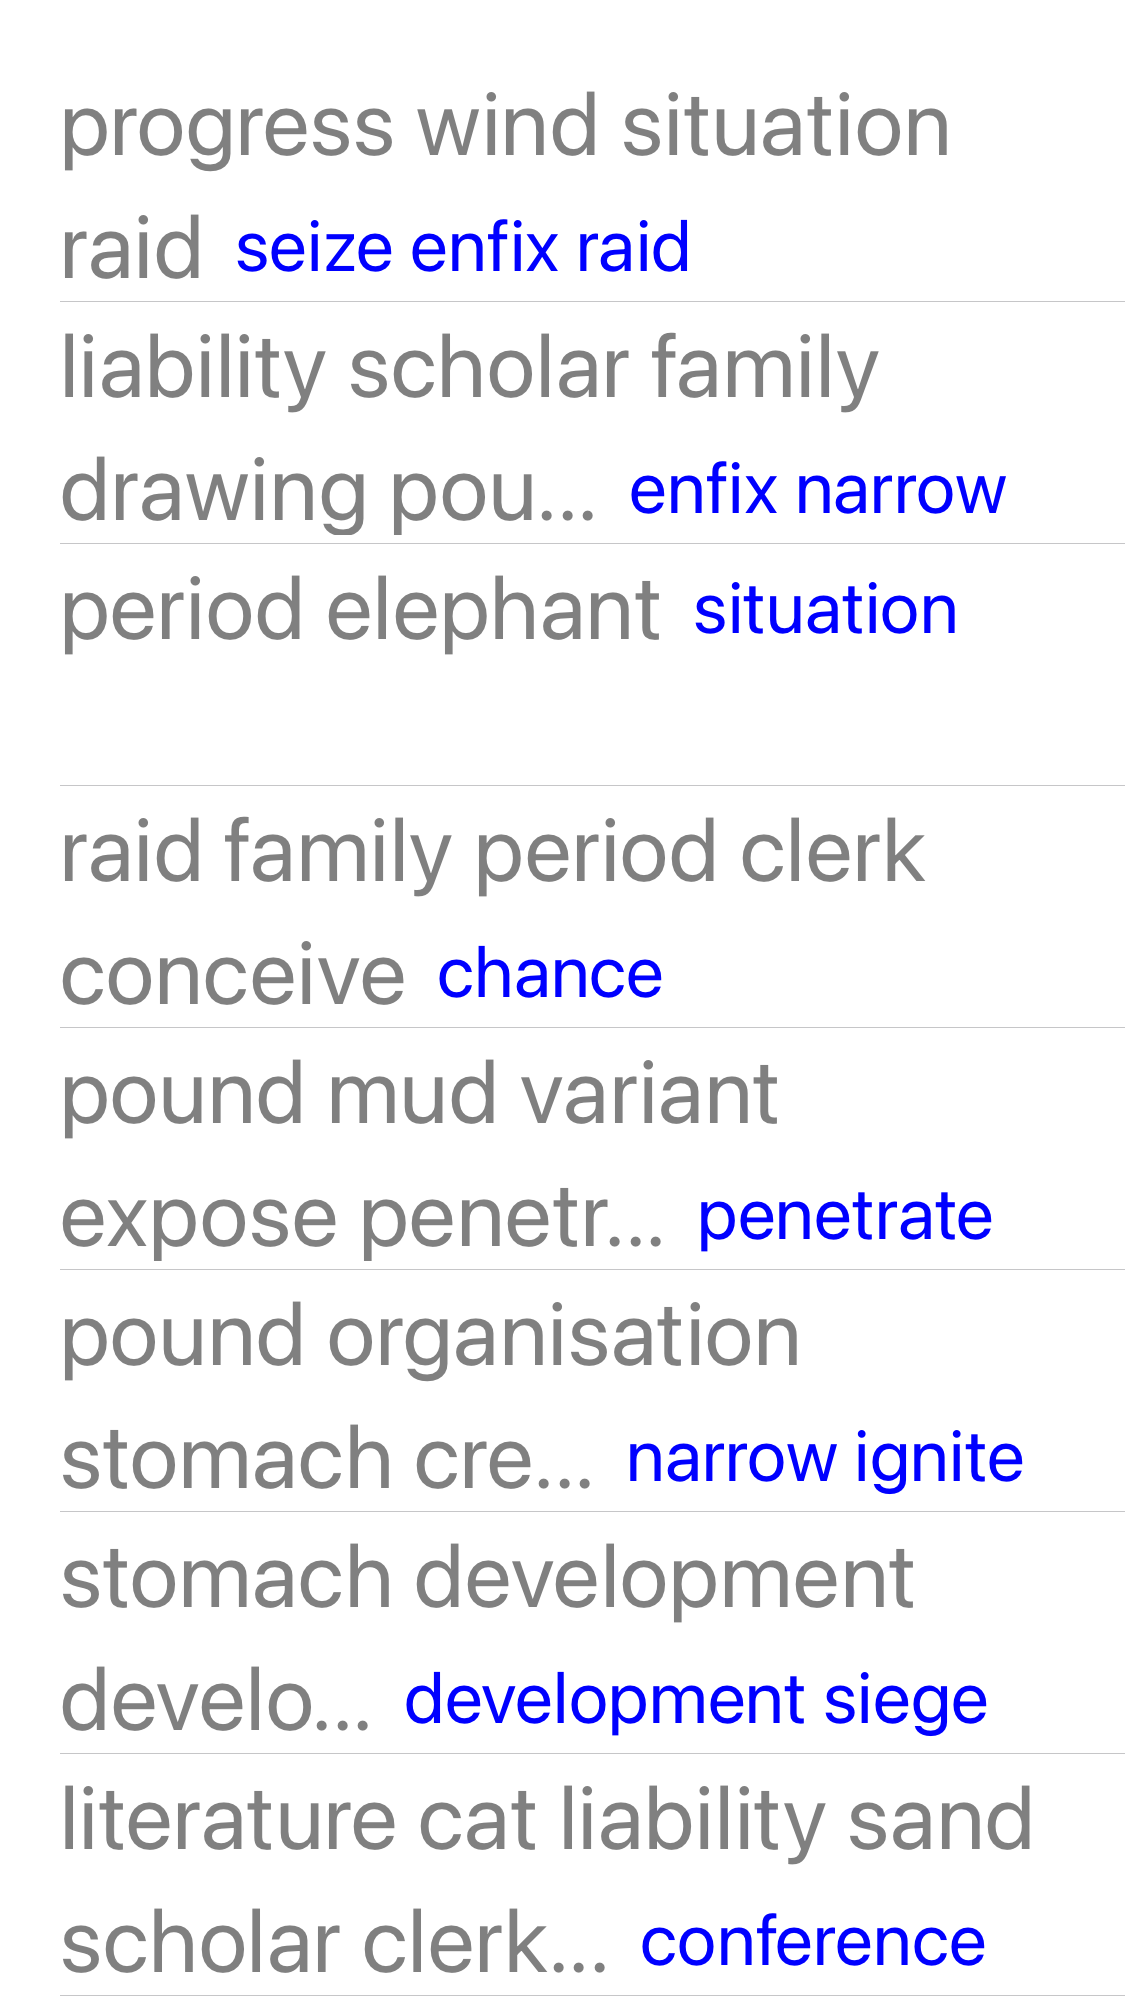 progress wind situation
raid seize enfix raid
liability scholar family
drawing pou... enfix narrow
period elephant situation
raid family period clerk
conceive chance
pound mud variant
expose penetr... penetrate
pound organisation
stomach cre... narrow ignite
stomach development
develo... development siege
literature cat liability sand
scholar clerk... conference